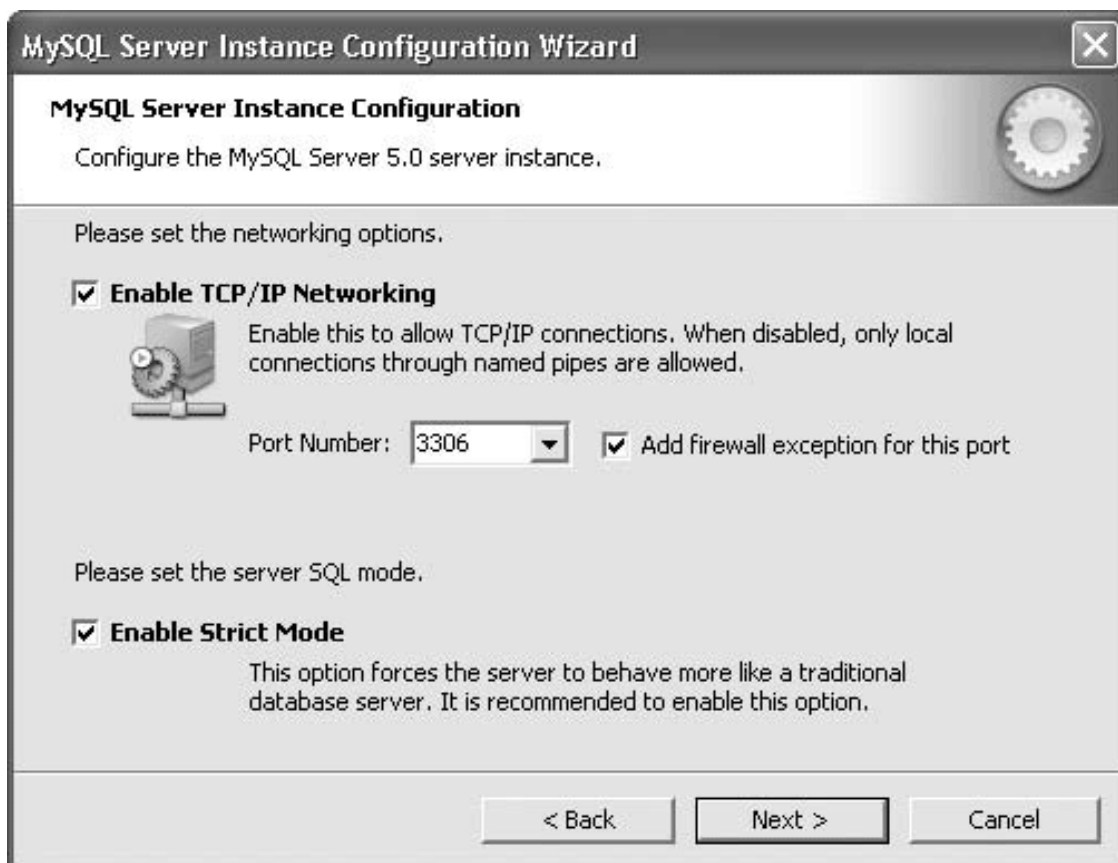 MySQL Server Instance Configuration Wizard
MySQL Server Instance Configuration
Configure the MySQL Server 5.0 server instance.
Please set the networking options.
Enable TCP/IP Networking
Enable this to allow TCP/IP connections. When disabled, only local
connections through named pipes are allowed.
Port Number: 3306 Add firewall exception for this port
Please set the server SQL mode.
Enable Strict Mode
This option forces the server to behave more like a traditional
database server. It is recommended to enable this option.
< Back Next > Cancel